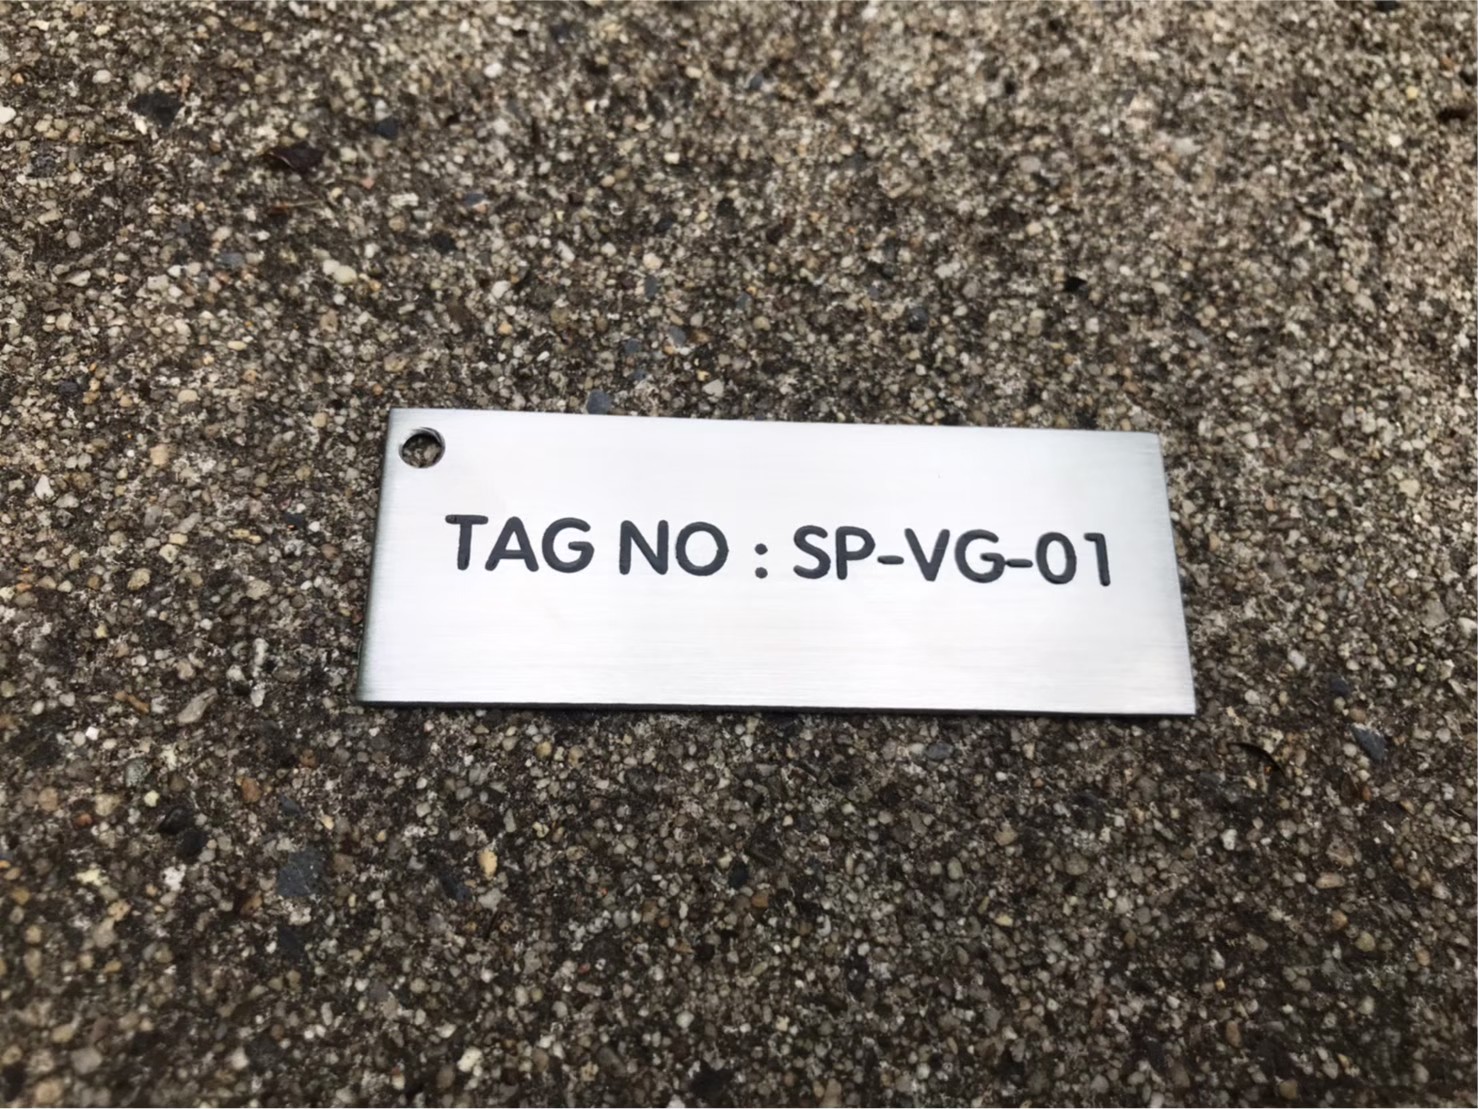 TAG NO : SP-VG-01